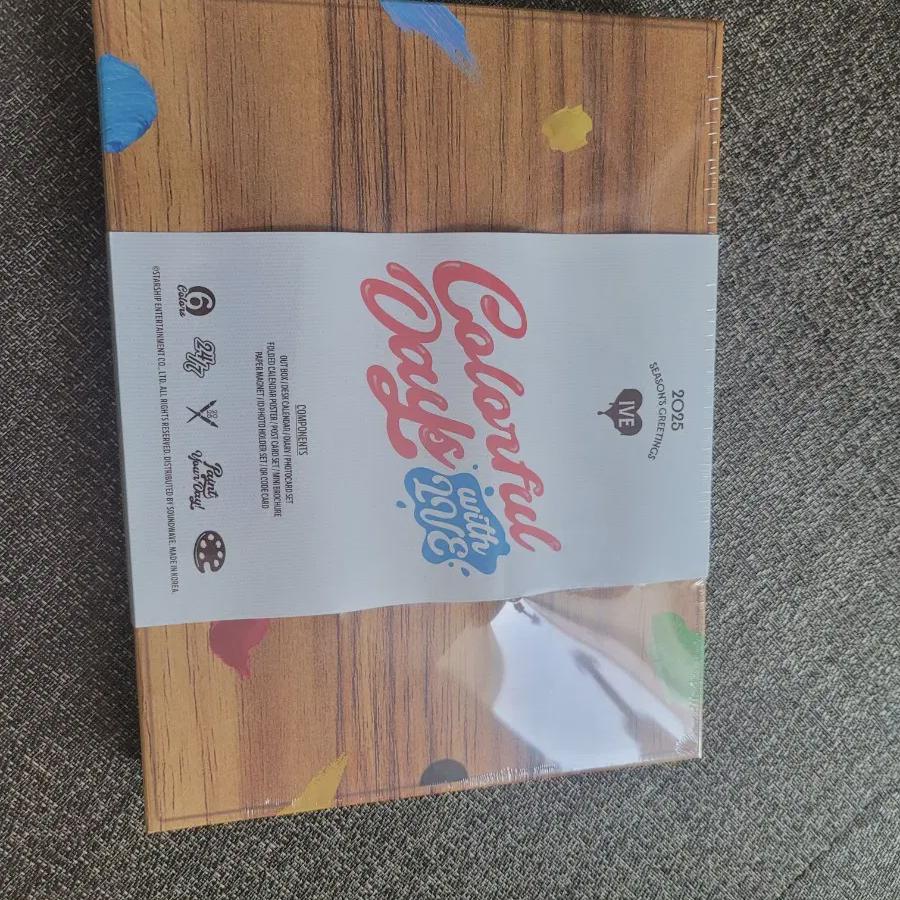 2025
IVE
SEASON'S GREETINGS
Colorful
Days with
IVE
COMPONENTS
OUT BOX / DESK CALENDAR / DIARY / PHOTOCARD SET
FOLDED CALENDAR POSTER / POST CARD SET / MINI BROCHURE
PAPER MAGNET / ID PHOTO HOLDER SET / QR CODE CARD
6 Colors
24/7
Paint
Your Day!
©STARSHIP ENTERTAINMENT CO., LTD. ALL RIGHTS RESERVED. DISTRIBUTED BY SOUNDWAVE. MADE IN KOREA.